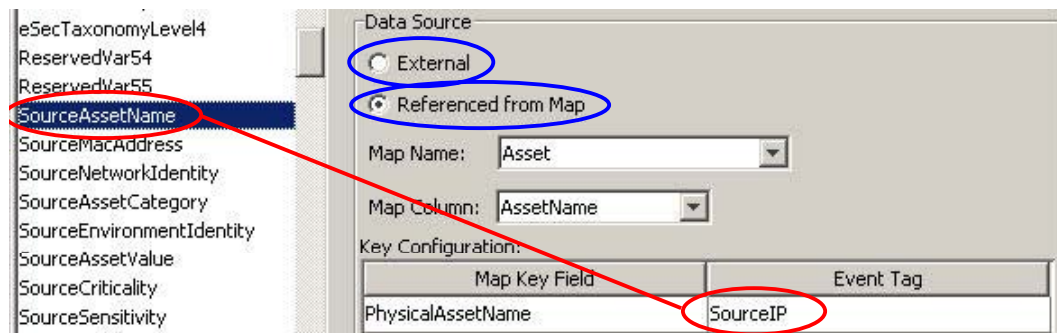 eSecTaxonomyLevel4
ReservedVar54
ReservedVar55
SourceAssetName
SourceMacAddress
SourceNetworkIdentity
SourceAssetCategory
SourceEnvironmentIdentity
SourceAssetValue
SourceCriticality
SourceSensitivity
Data Source
External
Referenced from Map
Map Name: Asset
Map Column: AssetName
Key Configuration:
Map Key Field Event Tag
PhysicalAssetName SourceIP